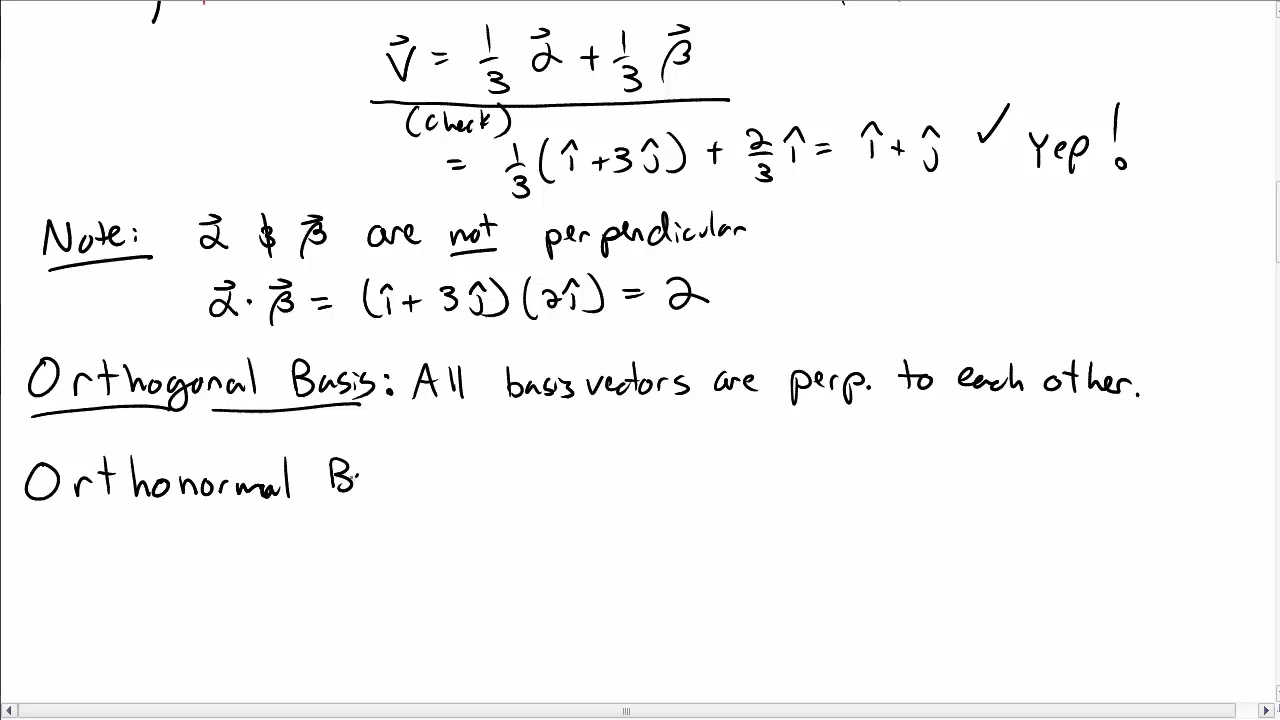 V⃗ = 1/3 α⃗ + 1/3 β⃗
(check)
= 1/3 (î + 3ĵ) + 2/3 î = î + ĵ ✓ Yep!
Note: α⃗ & β⃗ are not perpendicular
α⃗ · β⃗ = (î + 3ĵ)(2î) = 2
Orthogonal Basis: All basis vectors are perp. to each other.
Orthonormal B